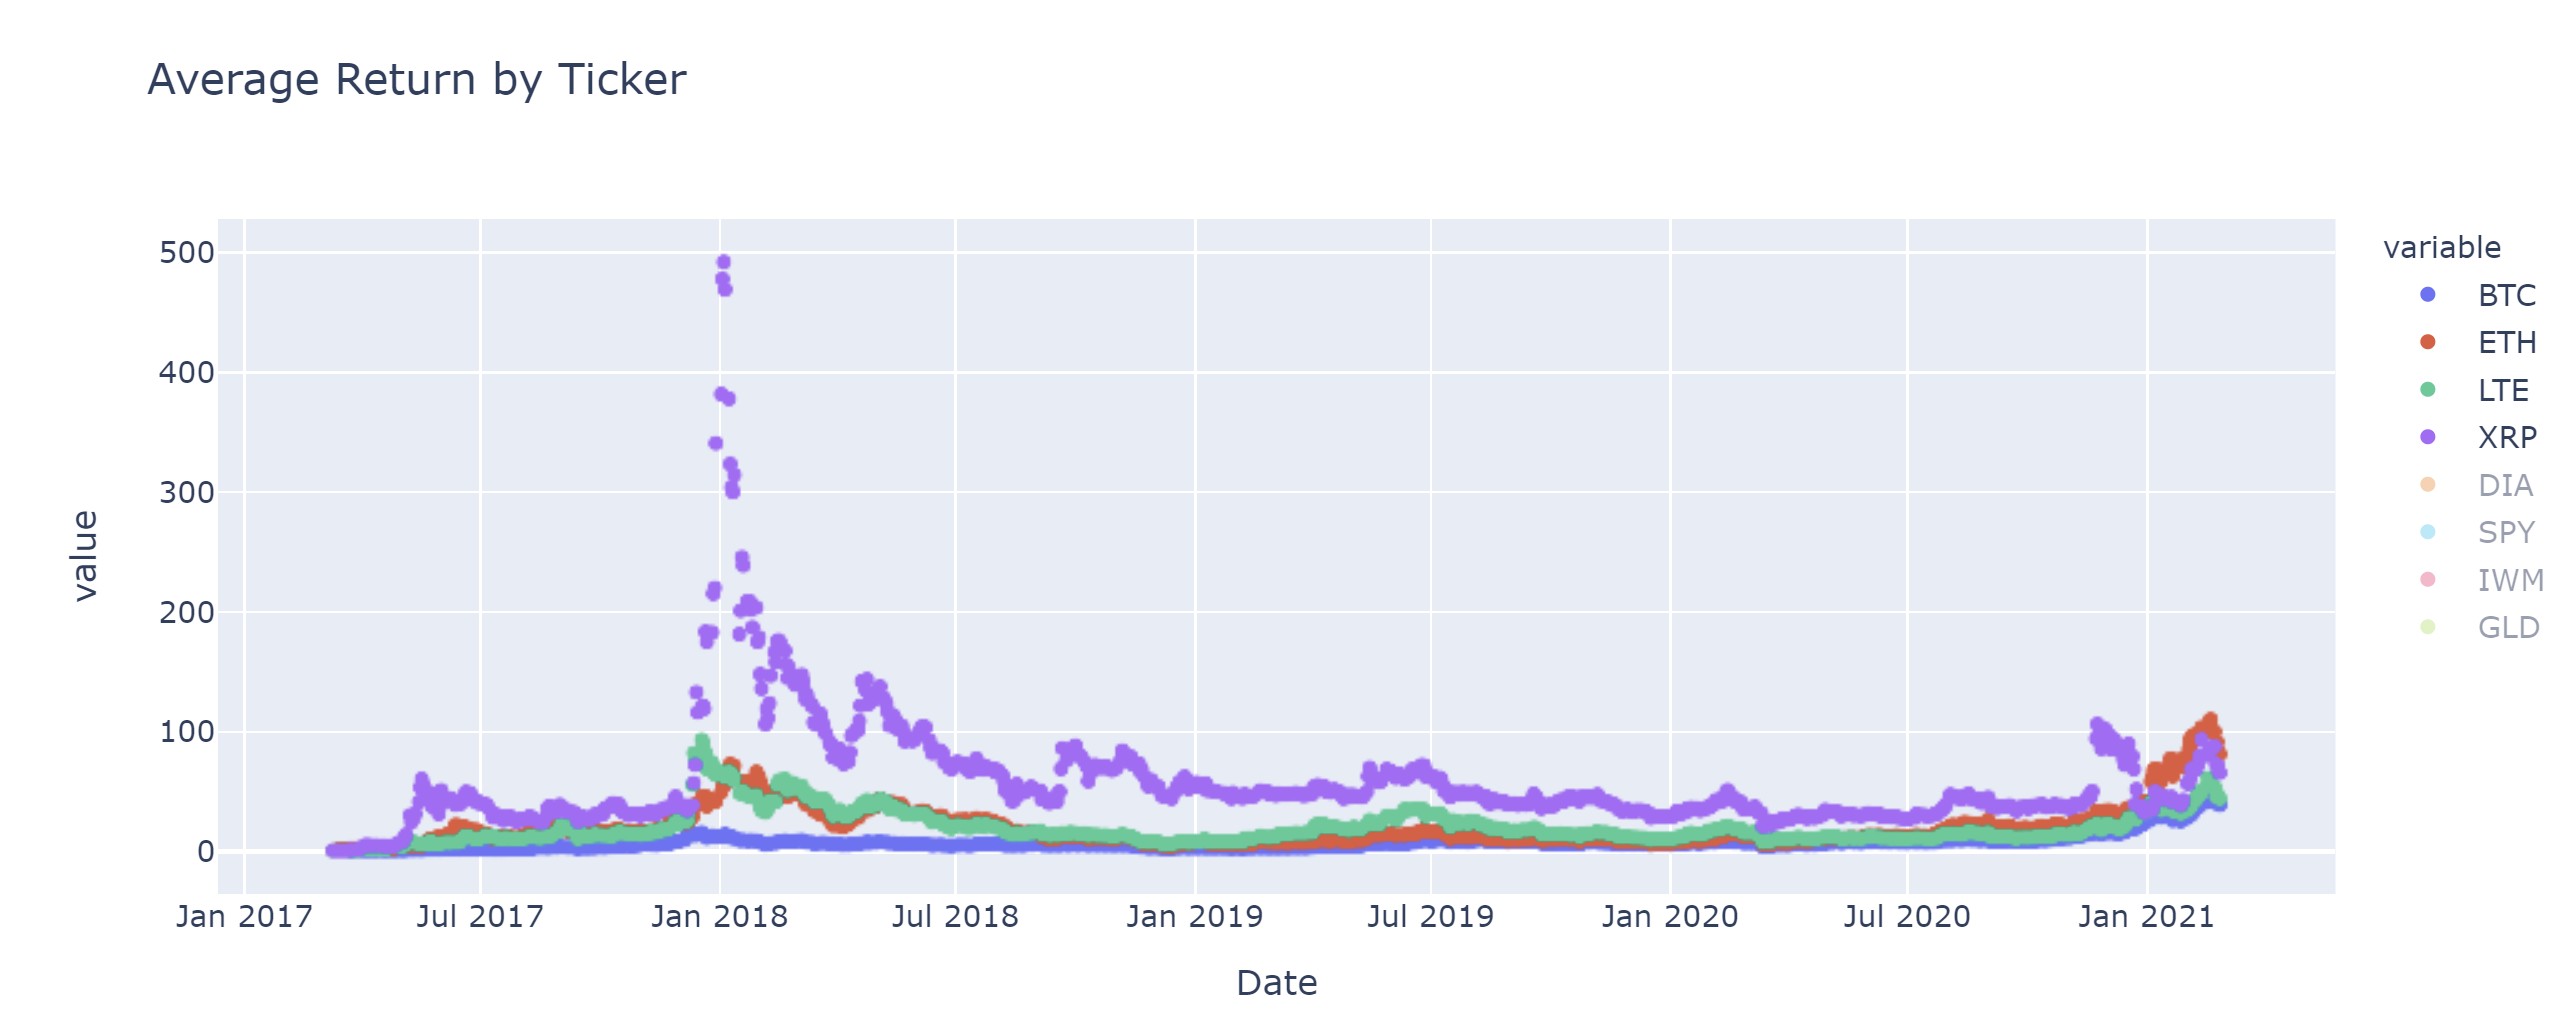 Average Return by Ticker
500
400
300
200
100
0
value
Jan 2017
Jul 2017
Jan 2018
Jul 2018
Jan 2019
Jul 2019
Jan 2020
Jul 2020
Jan 2021
Date
variable
BTC
ETH
LTE
XRP
DIA
SPY
IWM
GLD